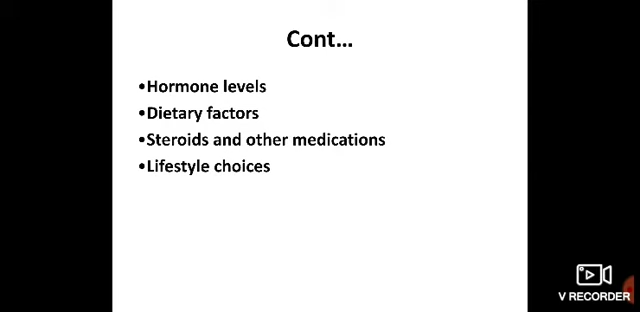 Cont...
•Hormone levels
•Dietary factors
•Steroids and other medications
•Lifestyle choices
V RECORDER